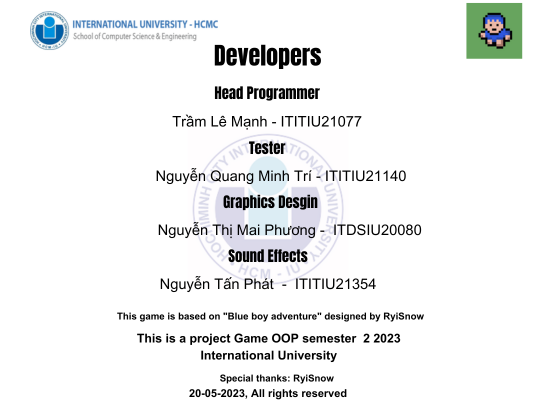 INTERNATIONAL UNIVERSITY - HCMC
School of Computer Science & Engineering
Developers
Head Programmer
Trầm Lê Mạnh - ITITIU21077
Tester
Nguyễn Quang Minh Trí - ITITIU21140
Graphics Desgin
Nguyễn Thị Mai Phương - ITDSIU20080
Sound Effects
Nguyễn Tấn Phát - ITITIU21354
This game is based on "Blue boy adventure" designed by RyiSnow
This is a project Game OOP semester 2 2023
International University
Special thanks: RyiSnow
20-05-2023, All rights reserved